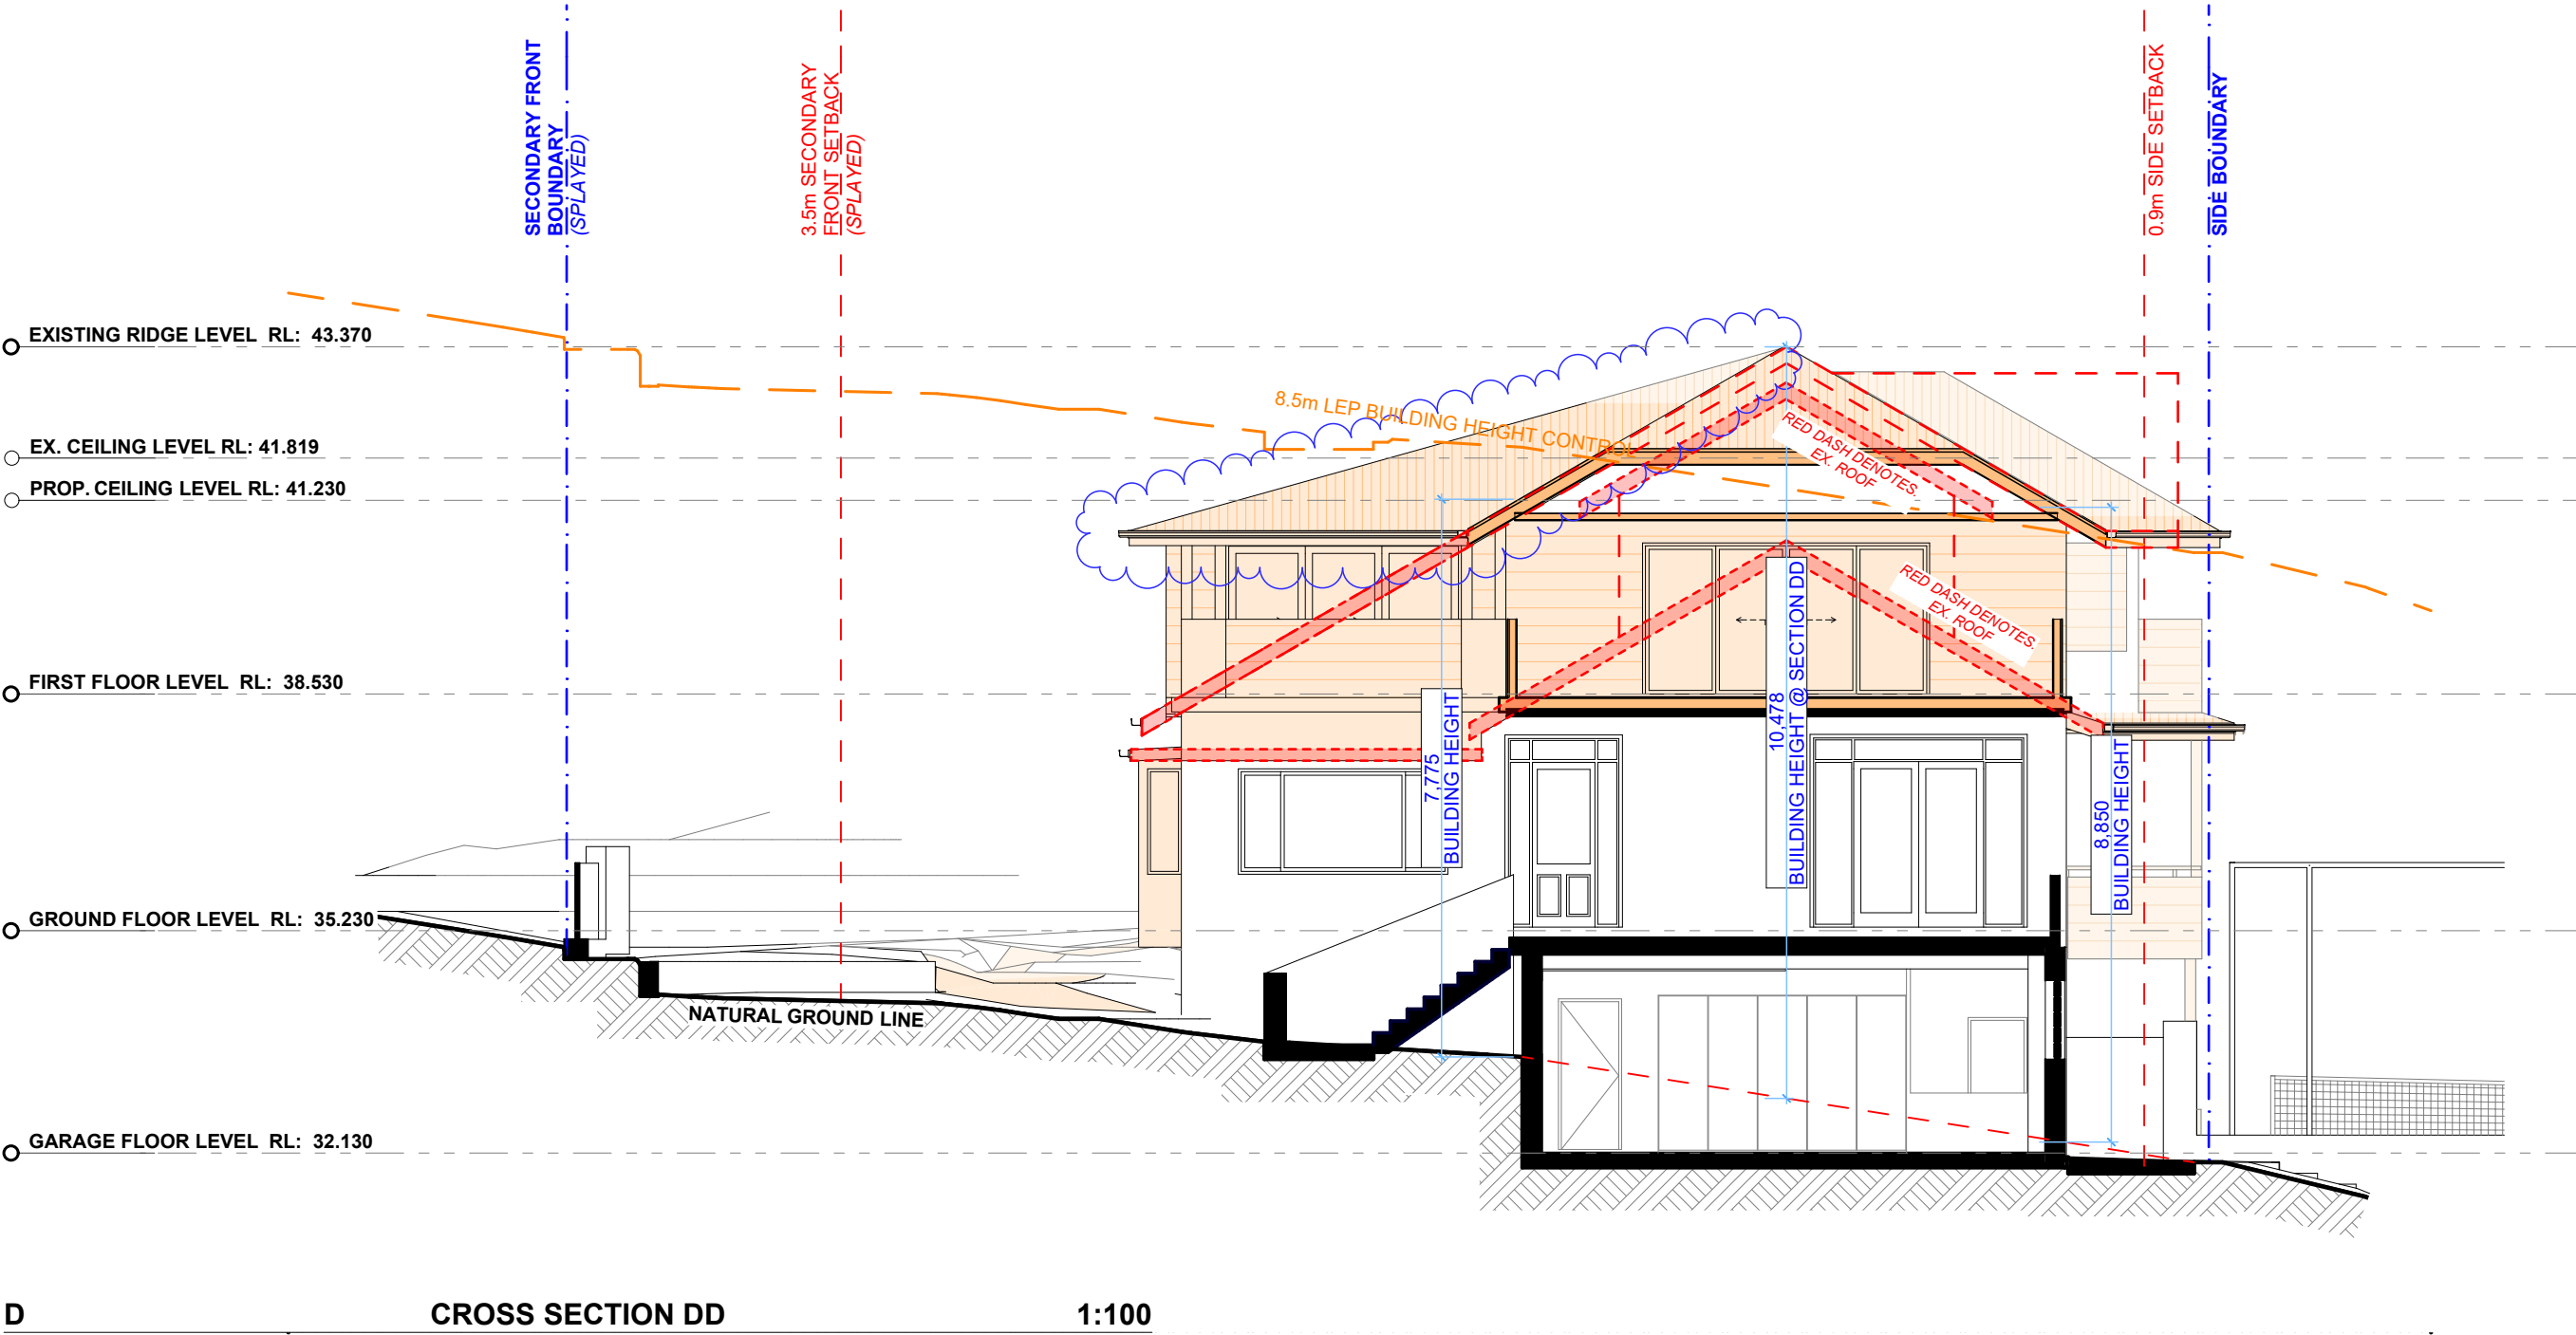 SECONDARY FRONT
BOUNDARY
(SPLAYED)
3.5m SECONDARY
FRONT SETBACK
(SPLAYED)
0.9m SIDE SETBACK
SIDE BOUNDARY
EXISTING RIDGE LEVEL RL: 43.370
8.5m LEP BUILDING HEIGHT CONTROL
EX. CEILING LEVEL RL: 41.819
RED DASH DENOTES.
EX. ROOF
PROP. CEILING LEVEL RL: 41.230
RED DASH DENOTES.
EX. ROOF
FIRST FLOOR LEVEL RL: 38.530
7,775
BUILDING HEIGHT
10,478
BUILDING HEIGHT @ SECTION DD
8,850
BUILDING HEIGHT
GROUND FLOOR LEVEL RL: 35.230
NATURAL GROUND LINE
GARAGE FLOOR LEVEL RL: 32.130
D CROSS SECTION DD 1:100